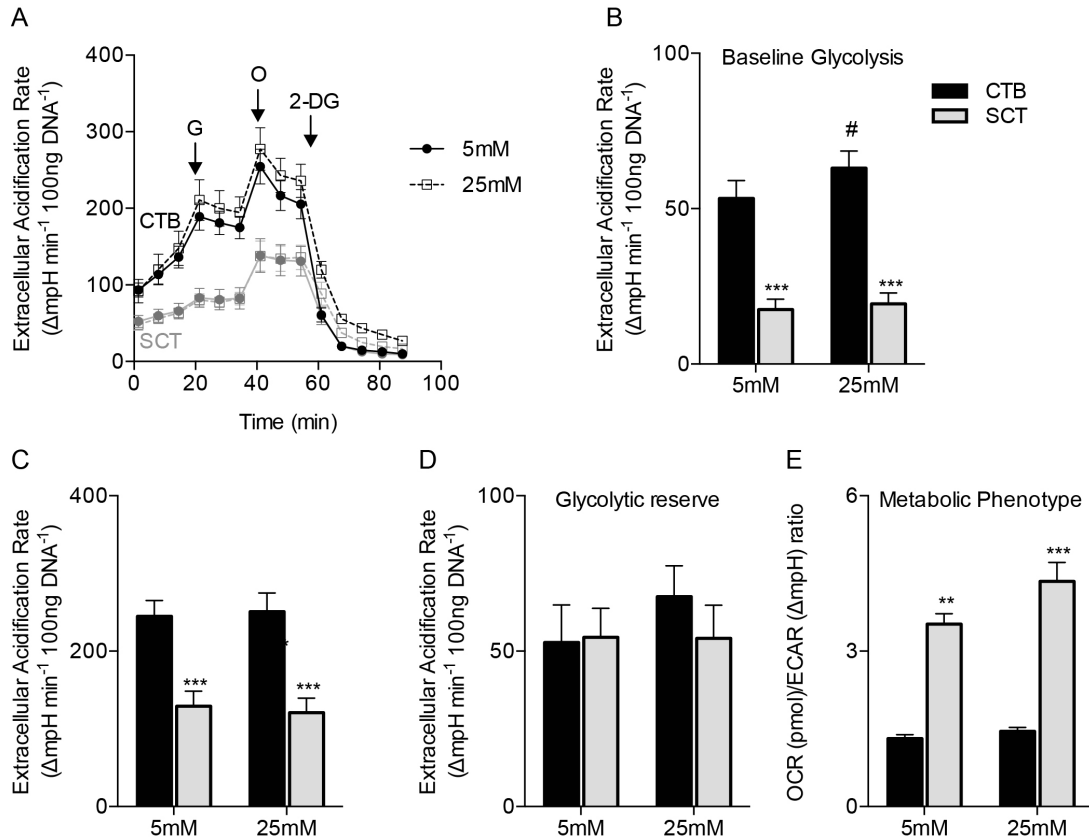 A
Extracellular Acidification Rate
(ΔmpH min⁻¹ 100ng DNA⁻¹)
400
300
200
100
0
G
O
2-DG
CTB
SCT
5mM
25mM
0 20 40 60 80 100
Time (min)
B
Baseline Glycolysis
Extracellular Acidification Rate
(ΔmpH min⁻¹ 100ng DNA⁻¹)
100
50
0
#
***
***
CTB
SCT
5mM 25mM
C
Extracellular Acidification Rate
(ΔmpH min⁻¹ 100ng DNA⁻¹)
400
200
0
***
***
5mM 25mM
D
Glycolytic reserve
Extracellular Acidification Rate
(ΔmpH min⁻¹ 100ng DNA⁻¹)
100
50
0
5mM 25mM
E
Metabolic Phenotype
OCR (pmol)/ECAR (ΔmpH) ratio
6
3
0
**
***
5mM 25mM